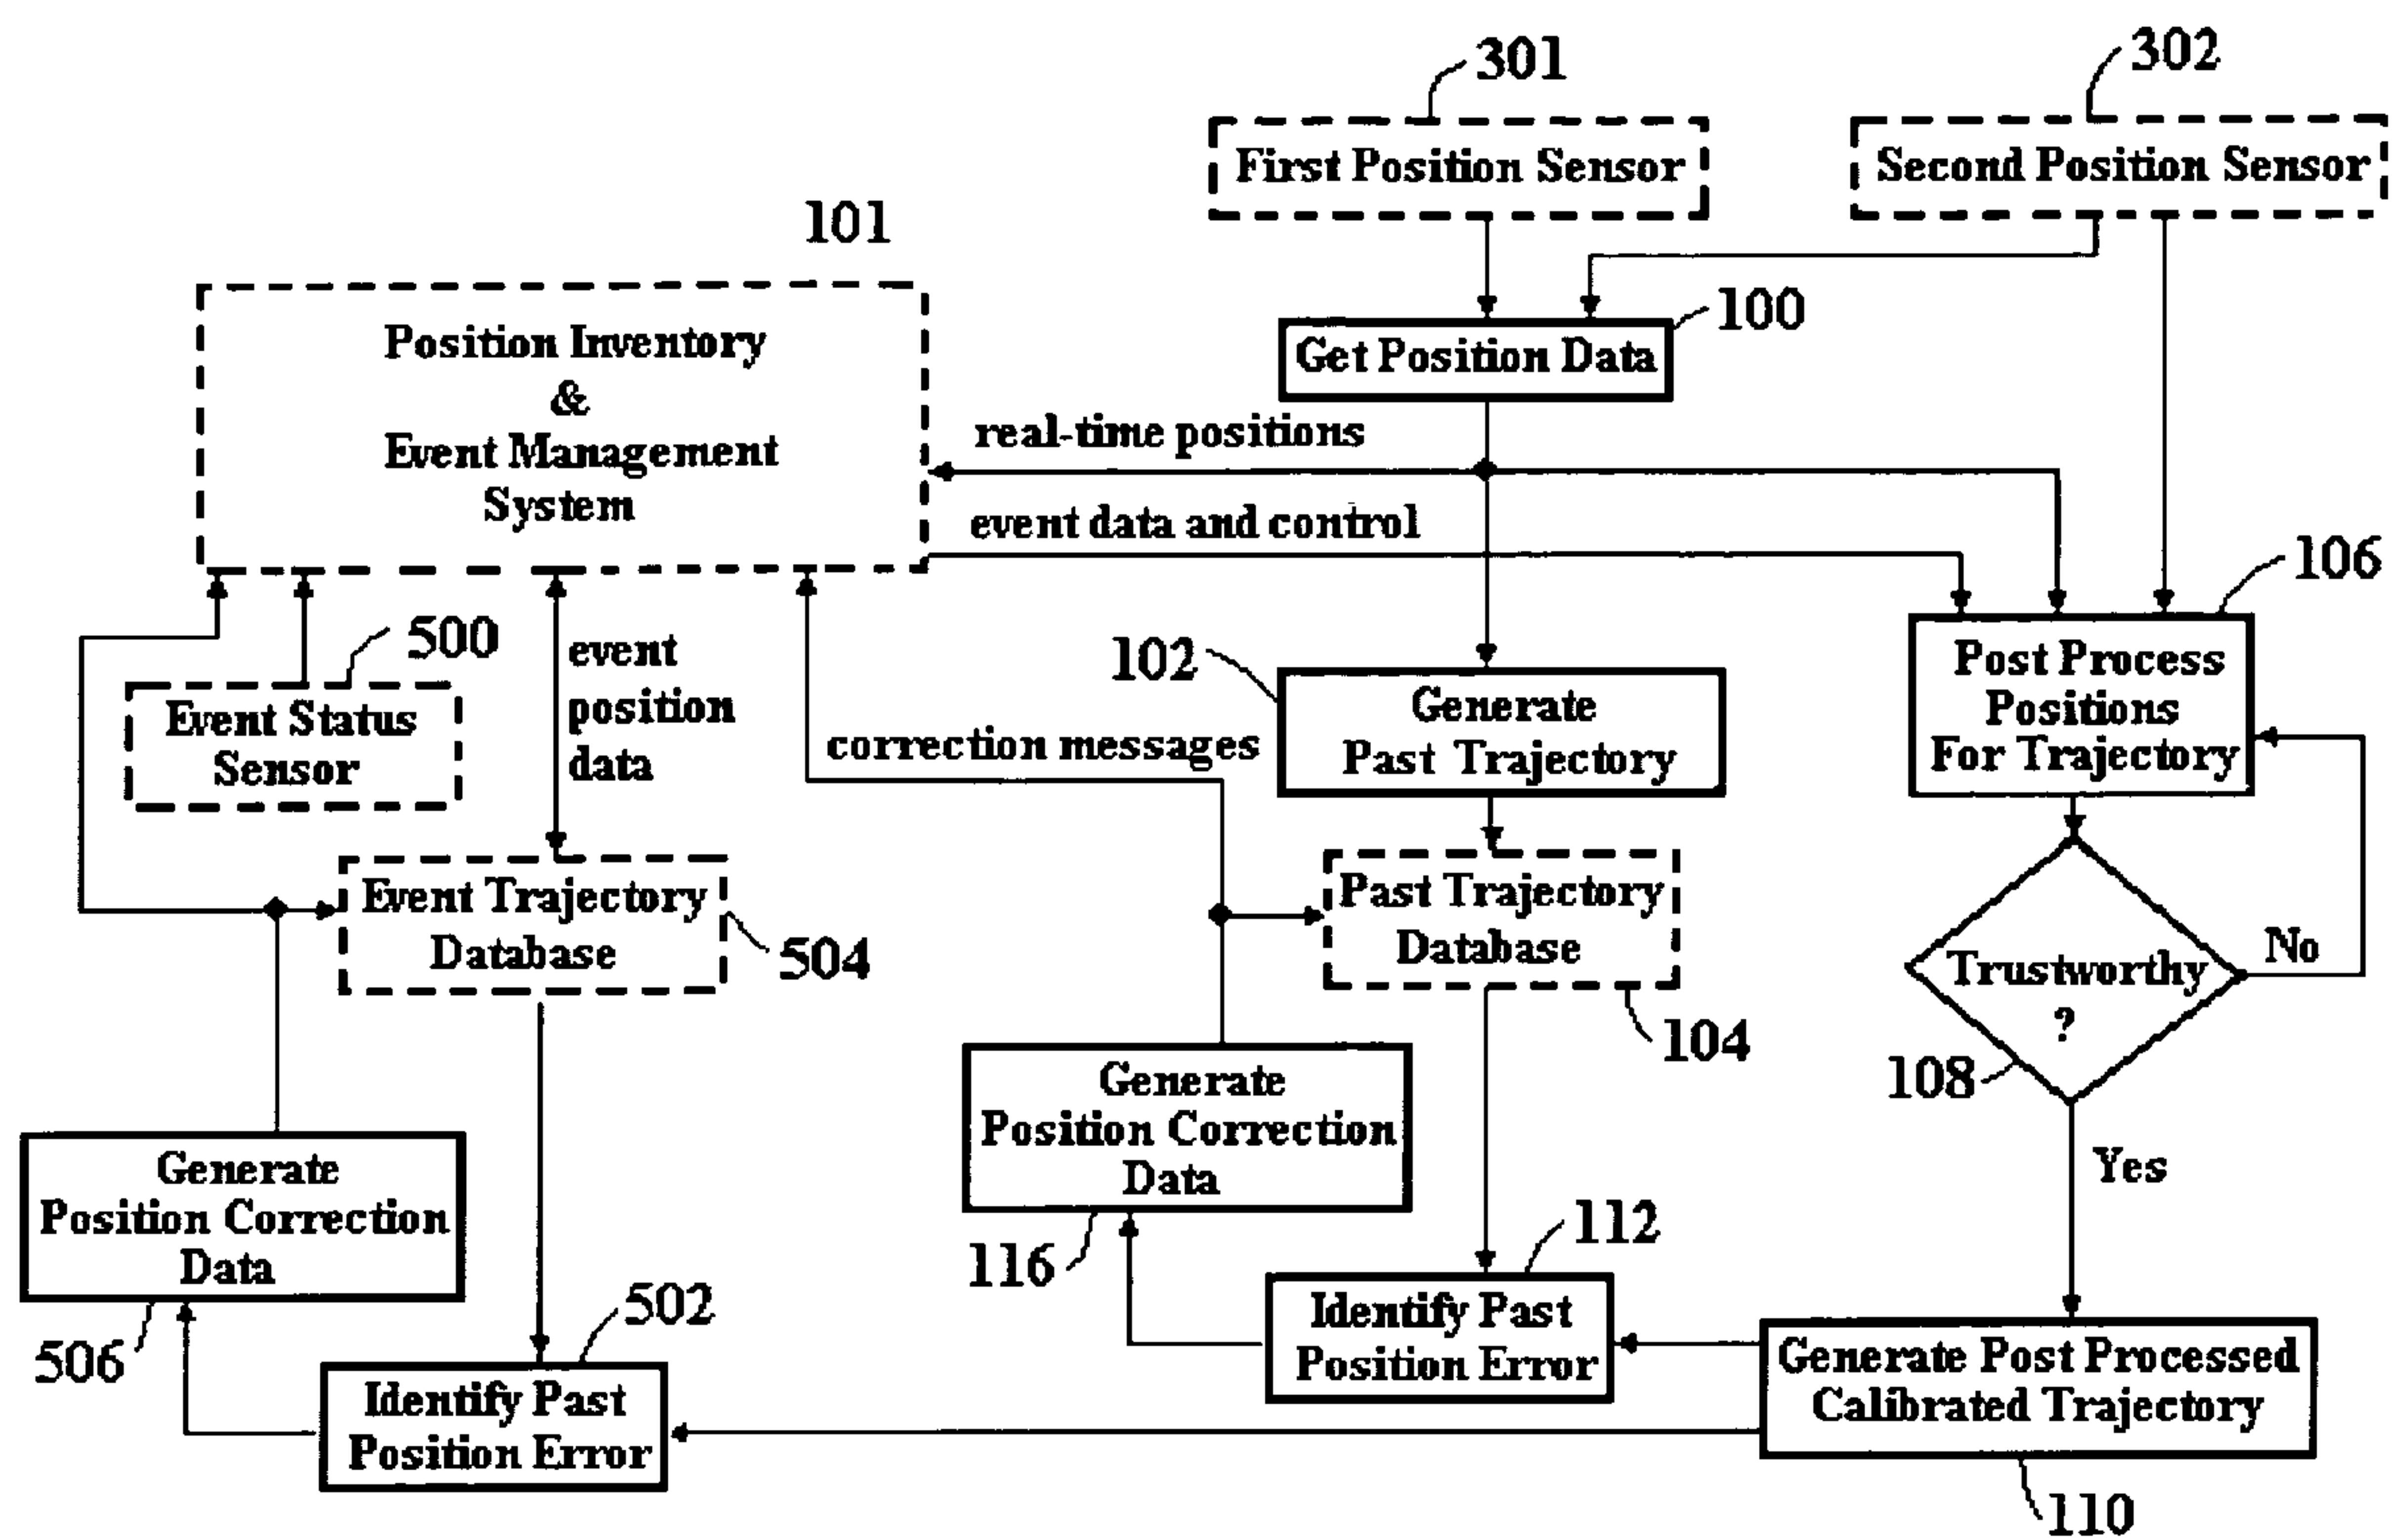 301
302
First Position Sensor
Second Position Sensor
101
Position Inventory
&
Event Management
System
100
Get Position Data
real-time positions
event data and control
106
500
event
position
data
102
Post Process
Positions
For Trajectory
Event Status
Sensor
Generate
Past Trajectory
correction messages
Event Trajectory
Database
504
Past Trajectory
Database
104
Trustworthy
?
No
108
Yes
Generate
Position Correction
Data
116
Generate
Position Correction
Data
506
112
Identify Past
Position Error
502
Identify Past
Position Error
Generate Post Processed
Calibrated Trajectory
110